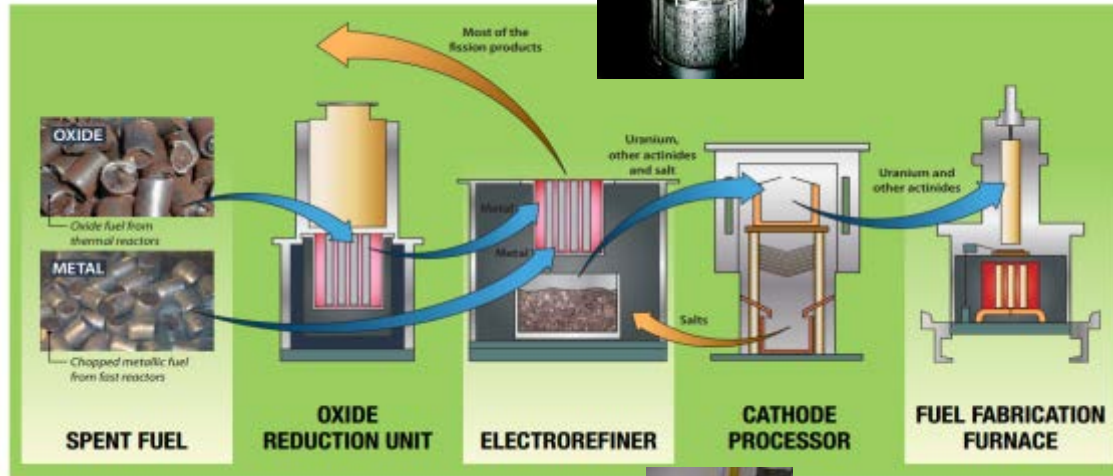 Most of the
fission products
OXIDE
Oxide fuel from
thermal reactors
METAL
Chopped metallic fuel
from fast reactors
Metal
Metal
Uranium,
other actinides
and salt
Salts
Uranium and
other actinides
SPENT FUEL
OXIDE
REDUCTION UNIT
ELECTROREFINER
CATHODE
PROCESSOR
FUEL FABRICATION
FURNACE